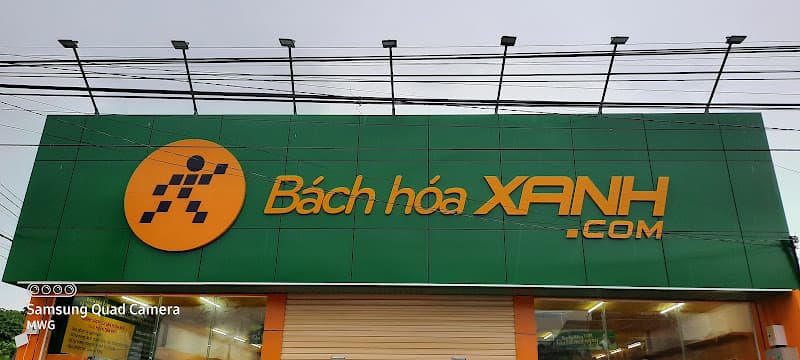 Bách hóa XANH
.COM
Samsung Quad Camera
MWG